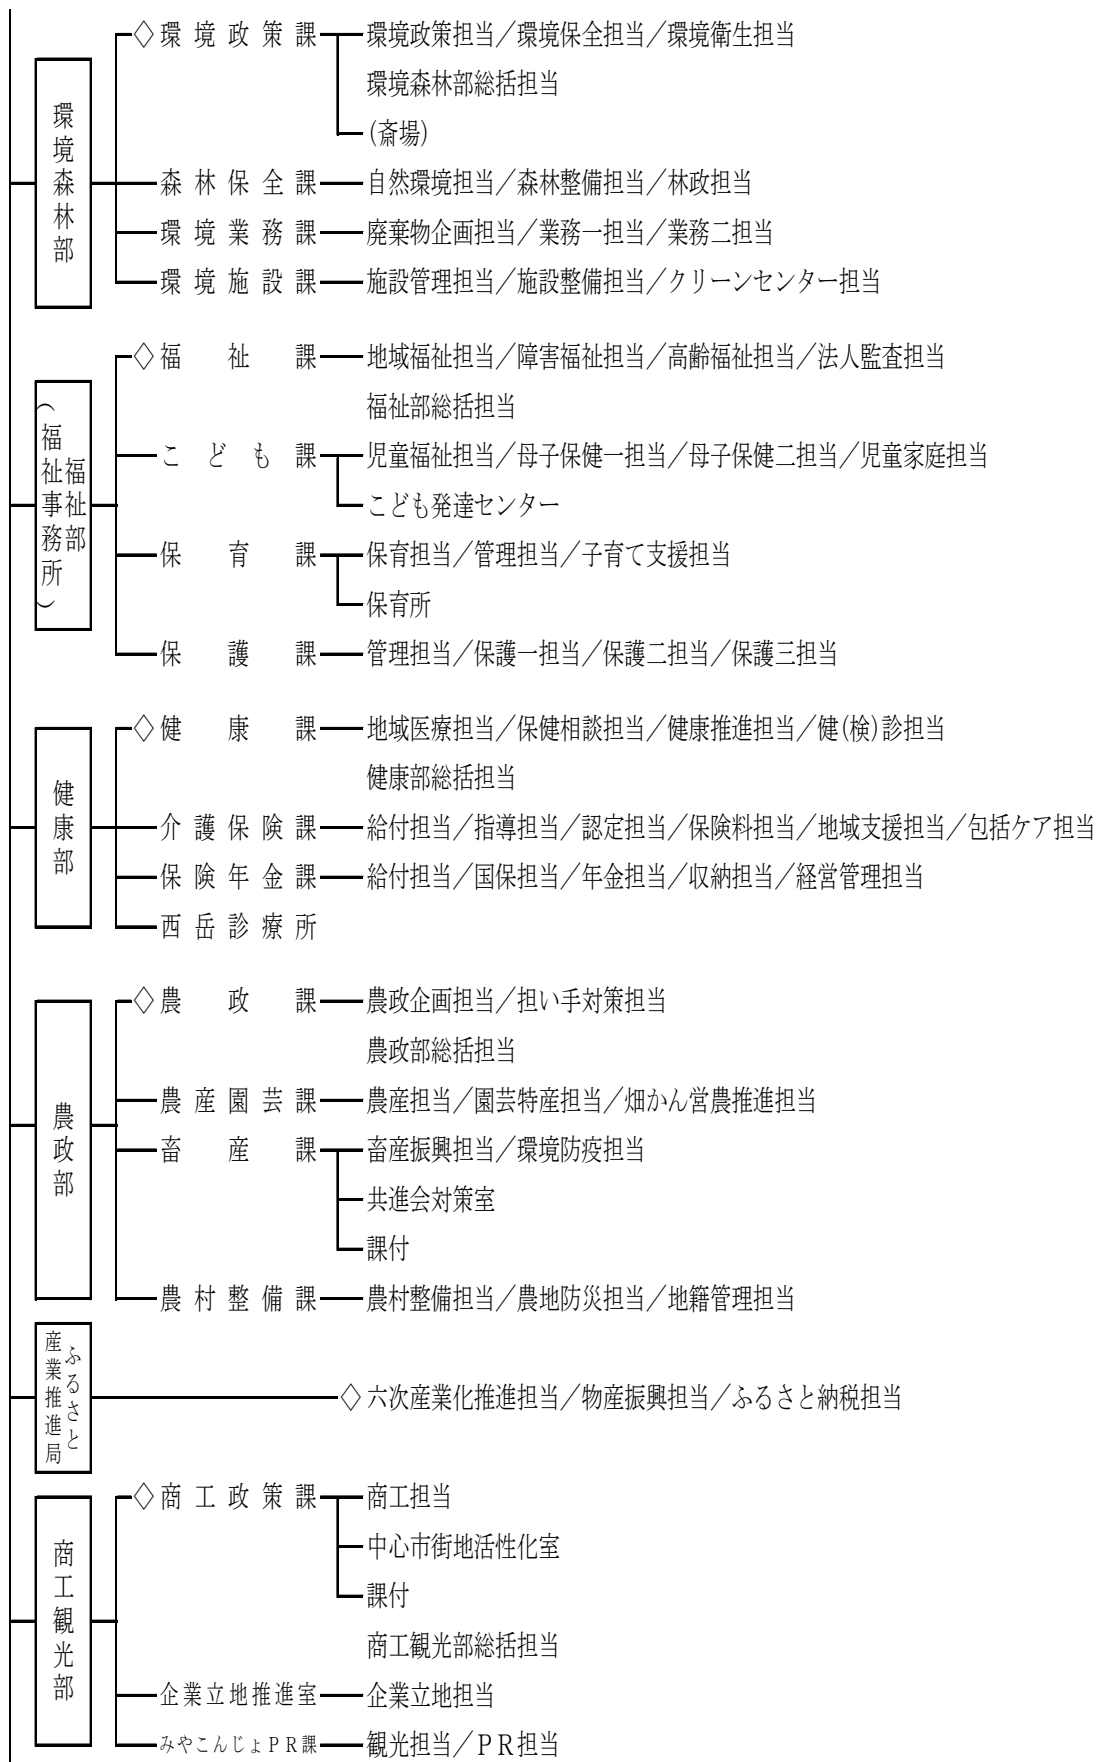 環境森林部
◇環境政策課 環境政策担当／環境保全担当／環境衛生担当
環境森林部総括担当
(斎場)
森林保全課 自然環境担当／森林整備担当／林政担当
環境業務課 廃棄物企画担当／業務一担当／業務二担当
環境施設課 施設管理担当／施設整備担当／クリーンセンター担当
福祉部
（福祉事務所）
◇福祉課 地域福祉担当／障害福祉担当／高齢福祉担当／法人監査担当
福祉部総括担当
こども課 児童福祉担当／母子保健一担当／母子保健二担当／児童家庭担当
こども発達センター
保育課 保育担当／管理担当／子育て支援担当
保育所
保護課 管理担当／保護一担当／保護二担当／保護三担当
健康部
◇健康課 地域医療担当／保健相談担当／健康推進担当／健(検)診担当
健康部総括担当
介護保険課 給付担当／指導担当／認定担当／保険料担当／地域支援担当／包括ケア担当
保険年金課 給付担当／国保担当／年金担当／収納担当／経営管理担当
西岳診療所
農政部
◇農政課 農政企画担当／担い手対策担当
農政部総括担当
農産園芸課 農産担当／園芸特産担当／畑かん営農推進担当
畜産課 畜産振興担当／環境防疫担当
共進会対策室
課付
農村整備課 農村整備担当／農地防災担当／地籍管理担当
ふるさと
産業推進局
◇六次産業化推進担当／物産振興担当／ふるさと納税担当
商工観光部
◇商工政策課 商工担当
中心市街地活性化室
課付
商工観光部総括担当
企業立地推進室 企業立地担当
みやこんじょＰＲ課 観光担当／ＰＲ担当